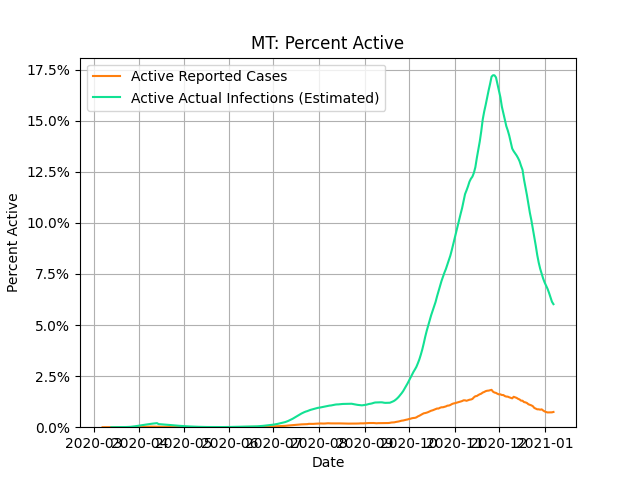 MT: Percent Active
Active Reported Cases
Active Actual Infections (Estimated)
17.5%
15.0%
12.5%
10.0%
7.5%
5.0%
2.5%
0.0%
Percent Active
2020-03 2020-04 2020-05 2020-06 2020-07 2020-08 2020-09 2020-10 2020-11 2020-12 2021-01
Date